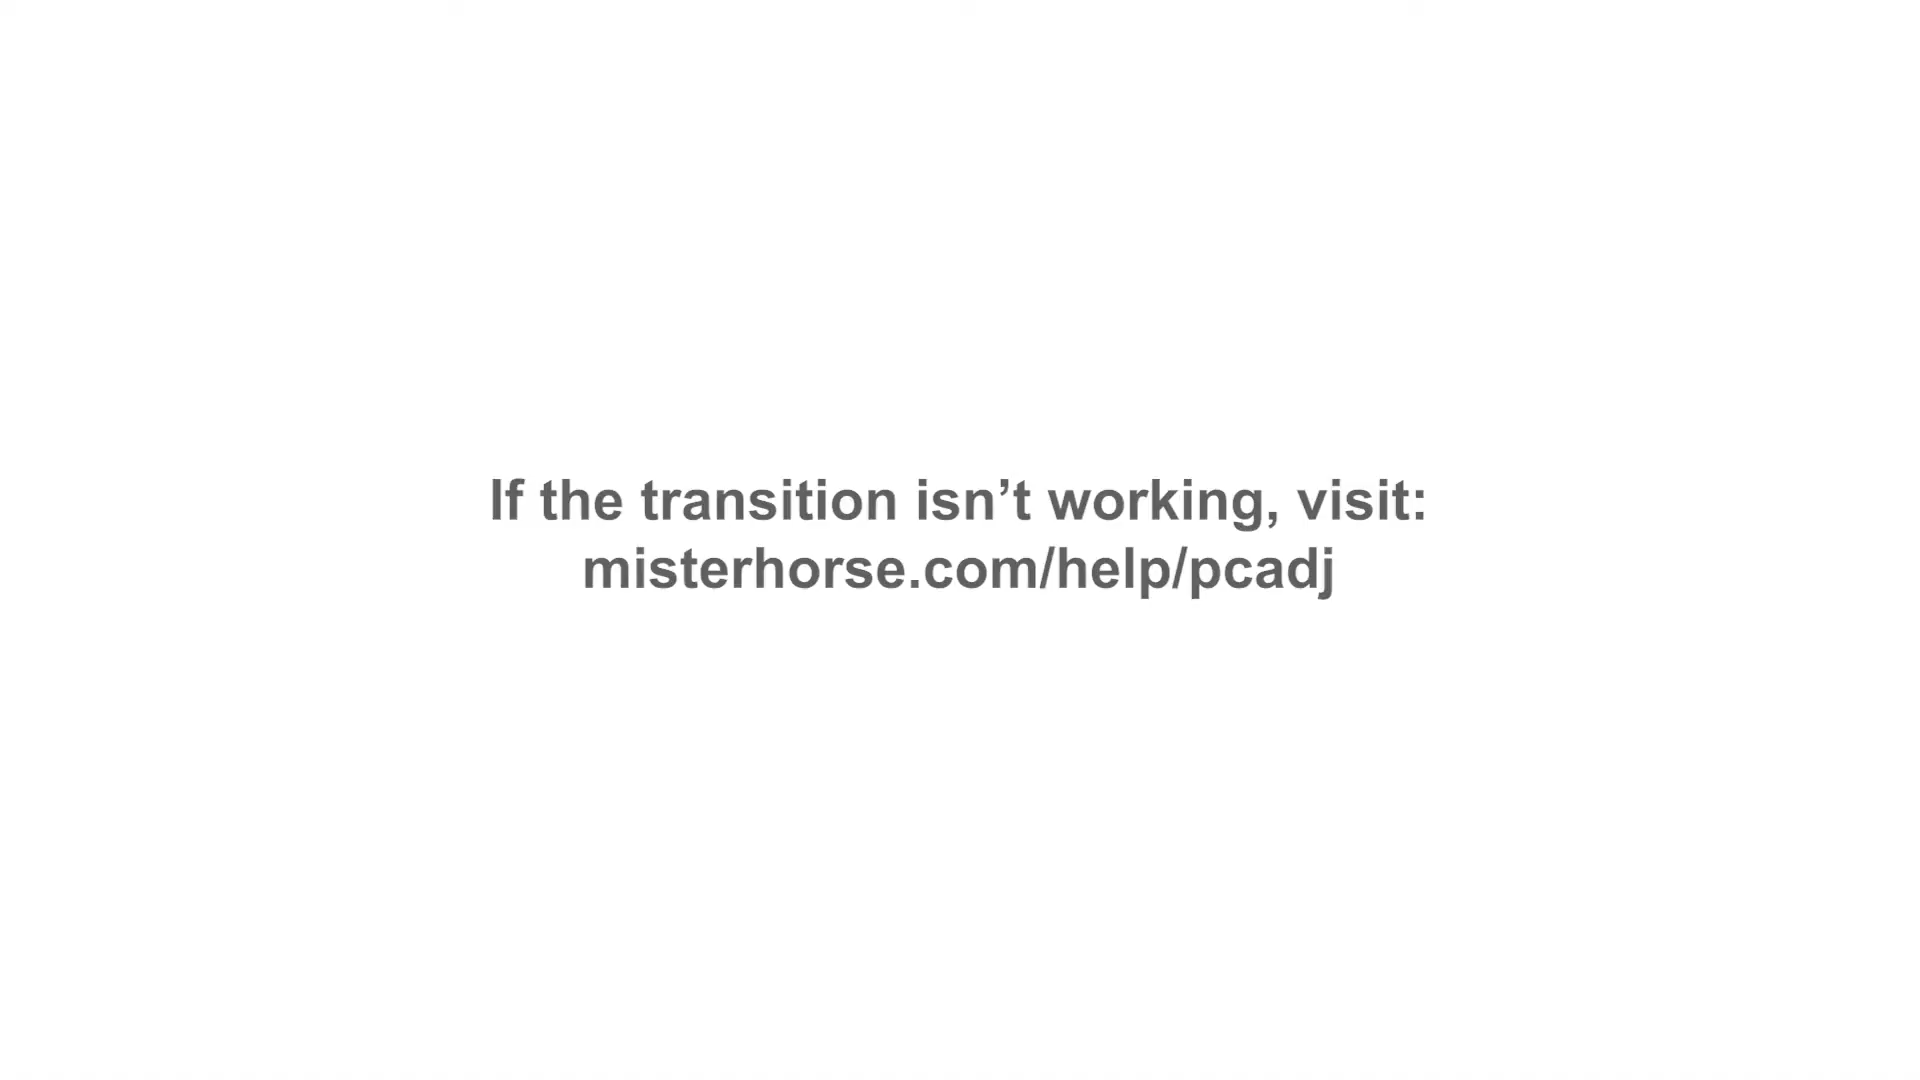 If the transition isn’t working, visit:
misterhorse.com/help/pcadj